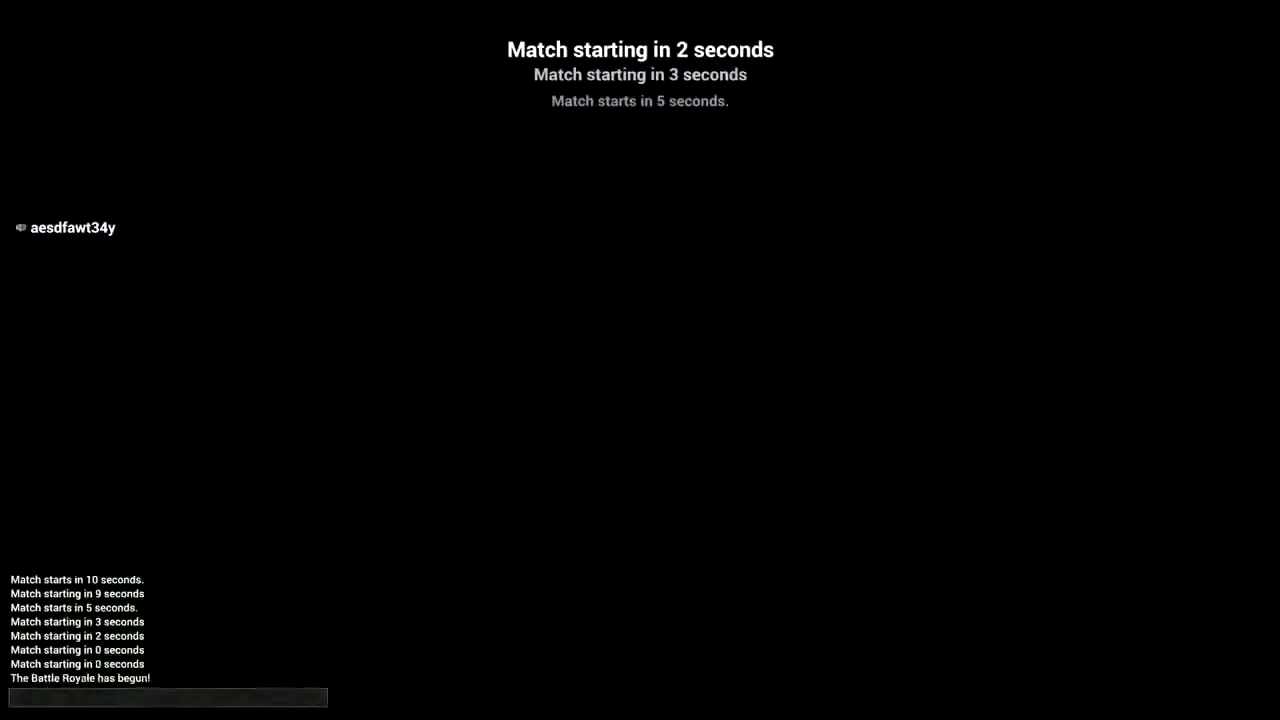 Match starting in 2 seconds
Match starting in 3 seconds
Match starts in 5 seconds.
aesdfawt34y
Match starts in 10 seconds.
Match starting in 9 seconds
Match starts in 5 seconds.
Match starting in 3 seconds
Match starting in 2 seconds
Match starting in 0 seconds
Match starting in 0 seconds
The Battle Royale has begun!